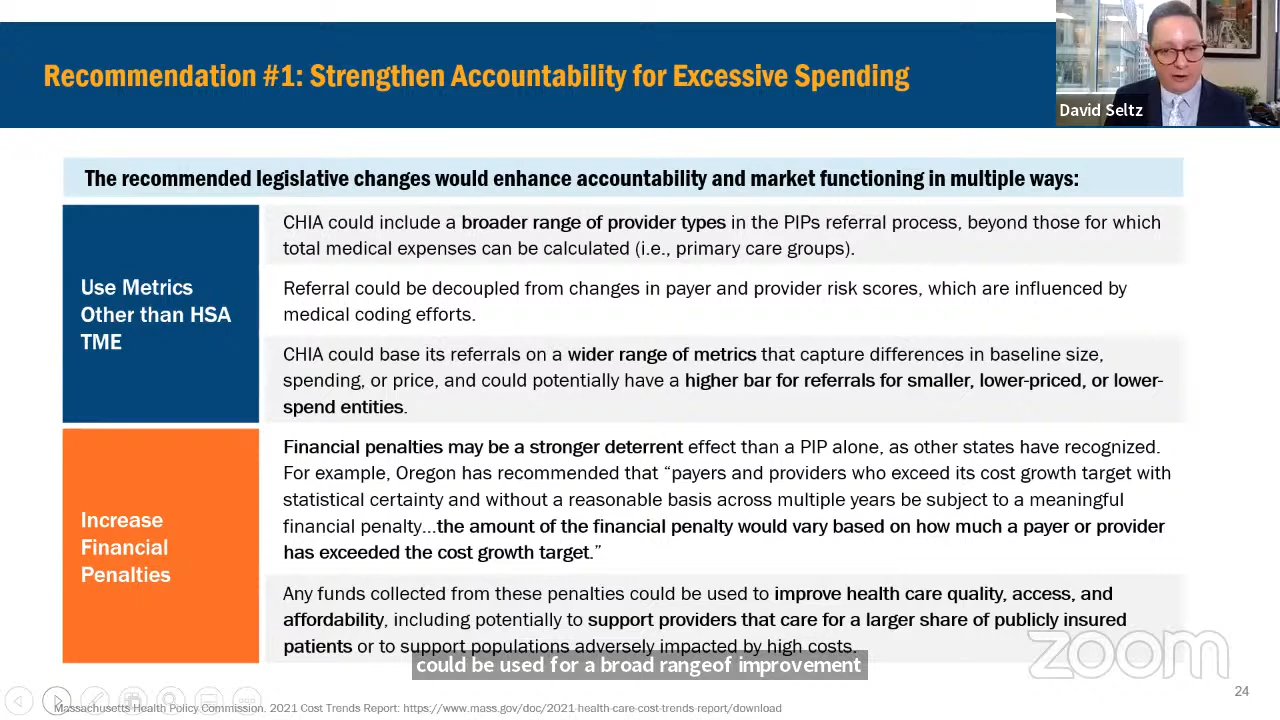 Recommendation #1: Strengthen Accountability for Excessive Spending
David Seltz
The recommended legislative changes would enhance accountability and market functioning in multiple ways:
Use Metrics
Other than HSA
TME
CHIA could include a broader range of provider types in the PIPs referral process, beyond those for which
total medical expenses can be calculated (i.e., primary care groups).
Referral could be decoupled from changes in payer and provider risk scores, which are influenced by
medical coding efforts.
CHIA could base its referrals on a wider range of metrics that capture differences in baseline size,
spending, or price, and could potentially have a higher bar for referrals for smaller, lower-priced, or lower-
spend entities.
Increase
Financial
Penalties
Financial penalties may be a stronger deterrent effect than a PIP alone, as other states have recognized.
For example, Oregon has recommended that “payers and providers who exceed its cost growth target with
statistical certainty and without a reasonable basis across multiple years be subject to a meaningful
financial penalty…the amount of the financial penalty would vary based on how much a payer or provider
has exceeded the cost growth target.”
Any funds collected from these penalties could be used to improve health care quality, access, and
affordability, including potentially to support providers that care for a larger share of publicly insured
patients or to support populations adversely impacted by high costs.
could be used for a broad rangeof improvement
zoom
24
Massachusetts Health Policy Commission. 2021 Cost Trends Report: https://www.mass.gov/doc/2021-health-care-cost-trends-report/download